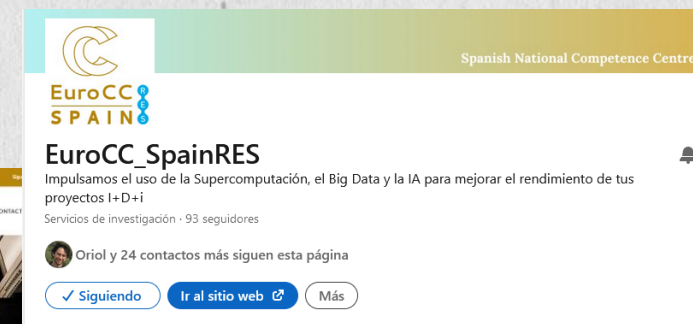 Spanish National Competence Centre
EuroCC
SPAIN
RES
EuroCC_SpainRES
Impulsamos el uso de la Supercomputación, el Big Data y la IA para mejorar el rendimiento de tus
proyectos I+D+i
Servicios de investigación · 93 seguidores
Oriol y 24 contactos más siguen esta página
✓ Siguiendo
Ir al sitio web
Más